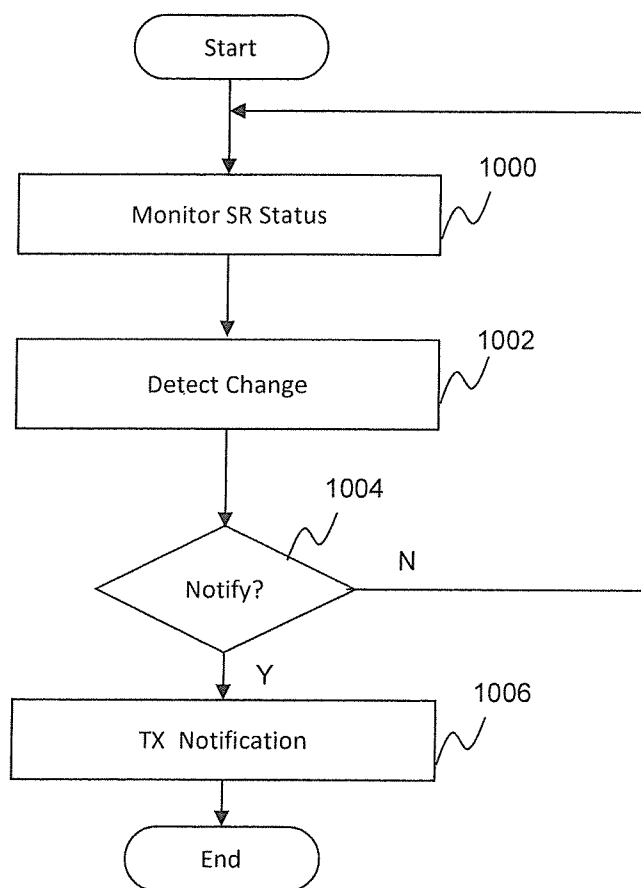 Start
1000
Monitor SR Status
1002
Detect Change
1004
Notify?
N
Y
1006
TX Notification
End